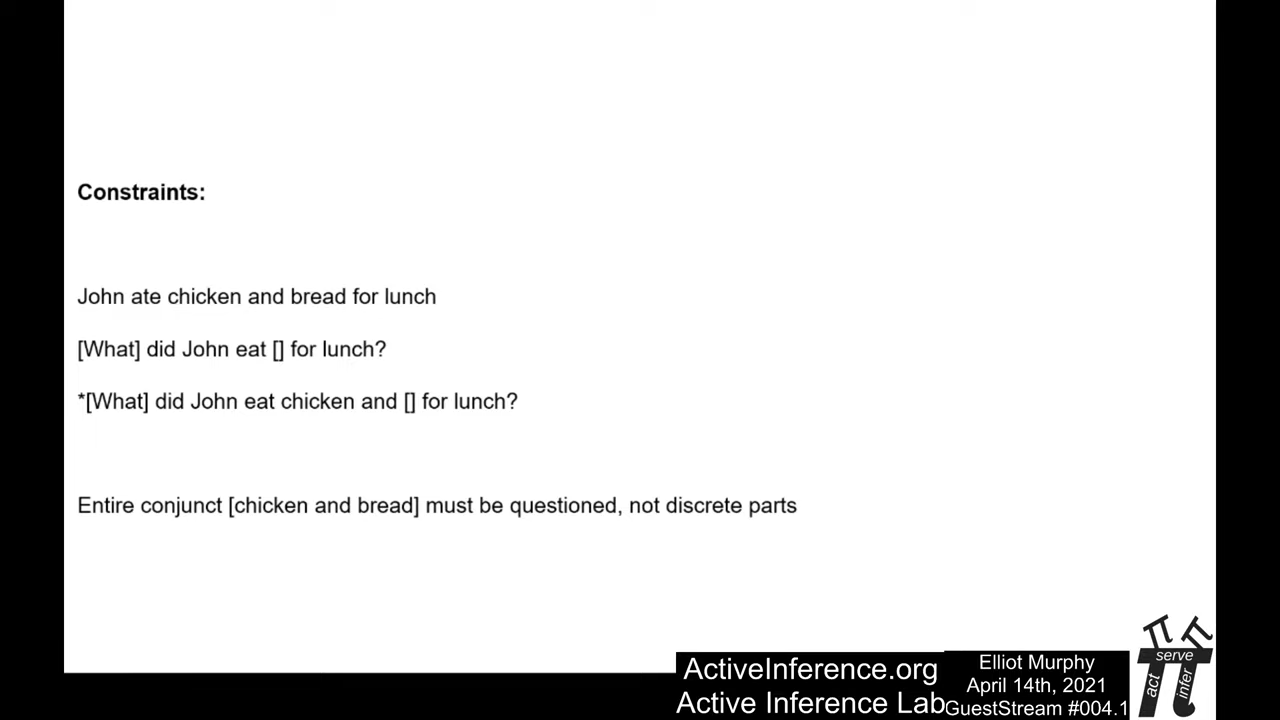 Constraints:
John ate chicken and bread for lunch
[What] did John eat [] for lunch?
*[What] did John eat chicken and [] for lunch?
Entire conjunct [chicken and bread] must be questioned, not discrete parts
ActiveInference.org
Active Inference Lab
Elliot Murphy
April 14th, 2021
GuestStream #004.1
serve
act
infer